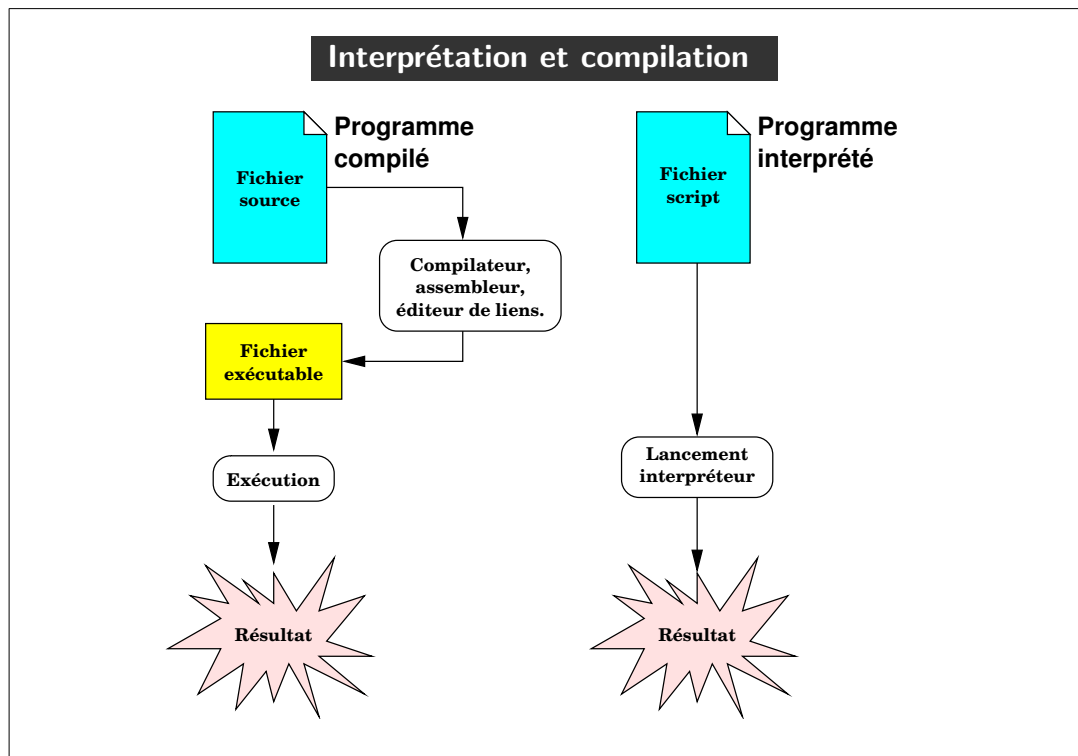 Interprétation et compilation
Programme
compilé
Fichier
source
Compilateur,
assembleur,
éditeur de liens.
Fichier
exécutable
Exécution
Résultat
Programme
interprété
Fichier
script
Lancement
interpréteur
Résultat